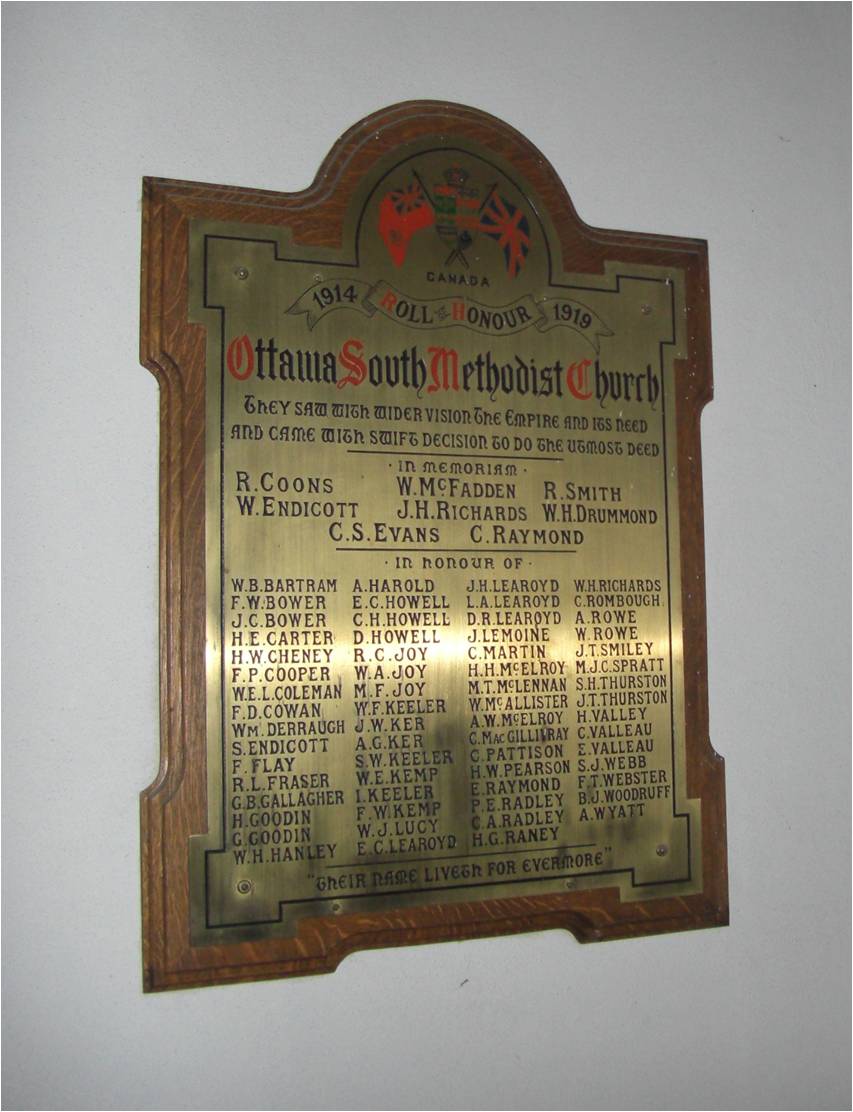 CANADA
1914 ROLL OF HONOUR 1919
Ottawa South Methodist Church
THEY SAW WITH WIDER VISION THE EMPIRE AND ITS NEED
AND CAME WITH SWIFT DECISION TO DO THE UTMOST DEED
· IN MEMORIAM ·
R. COONS W. McFADDEN R. SMITH
W. ENDICOTT J.H. RICHARDS W.H. DRUMMOND
C.S. EVANS C. RAYMOND
· IN HONOUR OF ·
W.B. BARTRAM
F.W. BOWER
J.C. BOWER
H.E. CARTER
H.W. CHENEY
F.P. COOPER
W.E.L. COLEMAN
F.D. COWAN
WM. DERRAUGH
S. ENDICOTT
F. FLAY
R.L. FRASER
G.B. GALLAGHER
H. GOODIN
G. GOODIN
W.H. HANLEY
A. HAROLD
E.C. HOWELL
C.H. HOWELL
D. HOWELL
R.C. JOY
W.A. JOY
M.F. JOY
W.F. KEELER
J.W. KER
A.G. KER
S.W. KEELER
W.E. KEMP
I. KEELER
F.W. KEMP
W.J. LUCY
E.C. LEAROYD
J.H. LEAROYD
L.A. LEAROYD
D.R. LEAROYD
J. LEMOINE
C. MARTIN
H.H. McELROY
M.T. McLENNAN
W. McALLISTER
A.W. McELROY
C. MACGILLIVRAY
C. PATTISON
H.W. PEARSON
E. RAYMOND
P.E. RADLEY
C.A. RADLEY
H.G. RANEY
W.H. RICHARDS
C. ROMBOUGH
A. ROWE
W. ROWE
J.T. SMILEY
M.J.C. SPRATT
S.H. THURSTON
J.T. THURSTON
H. VALLEY
C. VALLEAU
E. VALLEAU
S.J. WEBB
F.T. WEBSTER
B.J. WOODRUFF
A. WYATT
"THEIR NAME LIVETH FOR EVERMORE"